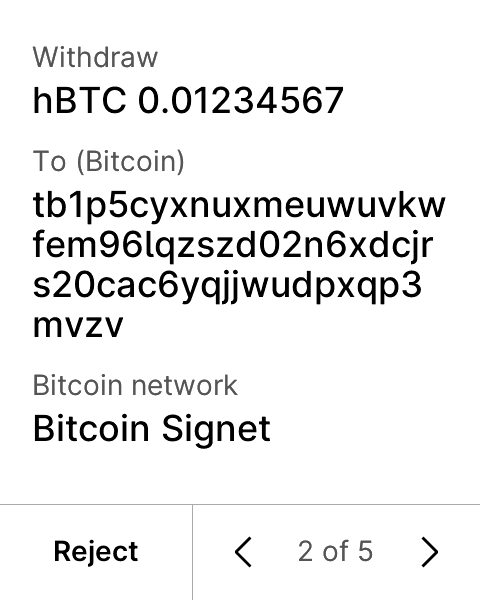 Withdraw
hBTC 0.01234567
To (Bitcoin)
tb1p5cyxnuxmeuwuvkw
fem96lqzszd02n6xdcjr
s20cac6yqjjwudpxqp3
mvzv
Bitcoin network
Bitcoin Signet
Reject
2 of 5